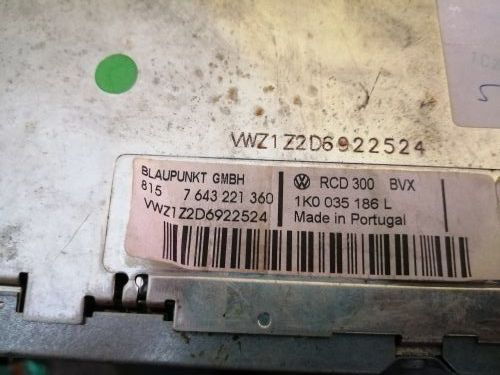 VWZ1Z2D6922524
BLAUPUNKT GMBH
815 7 643 221 360
VWZ1Z2D6922524
RCD 300 BVX
1K0 035 186 L
Made in Portugal